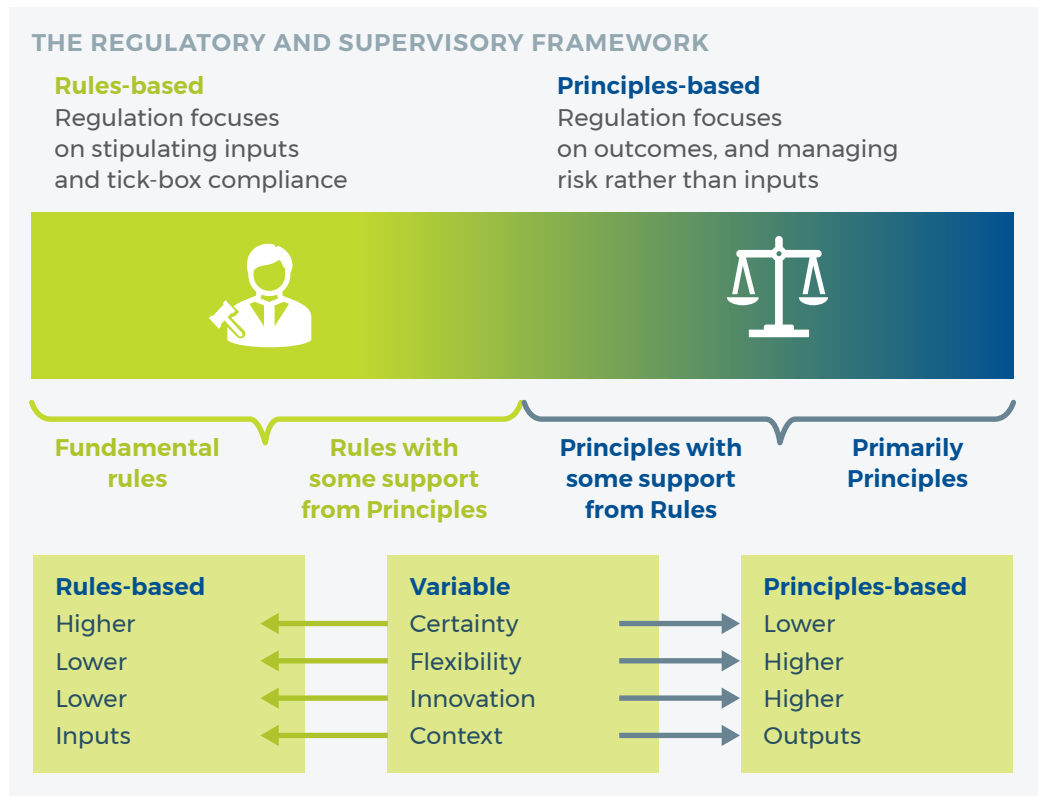 THE REGULATORY AND SUPERVISORY FRAMEWORK
Rules-based
Regulation focuses
on stipulating inputs
and tick-box compliance
Principles-based
Regulation focuses
on outcomes, and managing
risk rather than inputs
Fundamental
rules
Rules with
some support
from Principles
Principles with
some support
from Rules
Primarily
Principles
Rules-based
Higher
Lower
Lower
Inputs
Variable
Certainty
Flexibility
Innovation
Context
Principles-based
Lower
Higher
Higher
Outputs